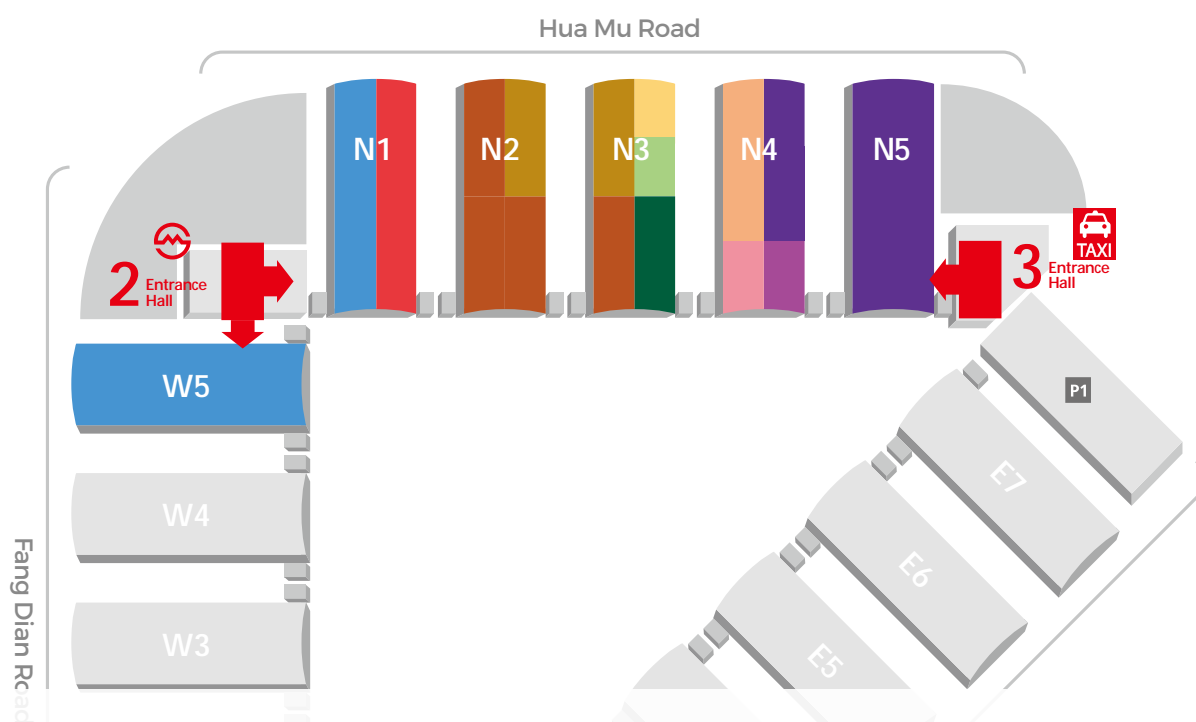 Hua Mu Road
N1
N2
N3
N4
N5
2
Entrance
Hall
3
Entrance
Hall
TAXI
W5
P1
W4
E7
E6
W3
E5
Fang Dian Road